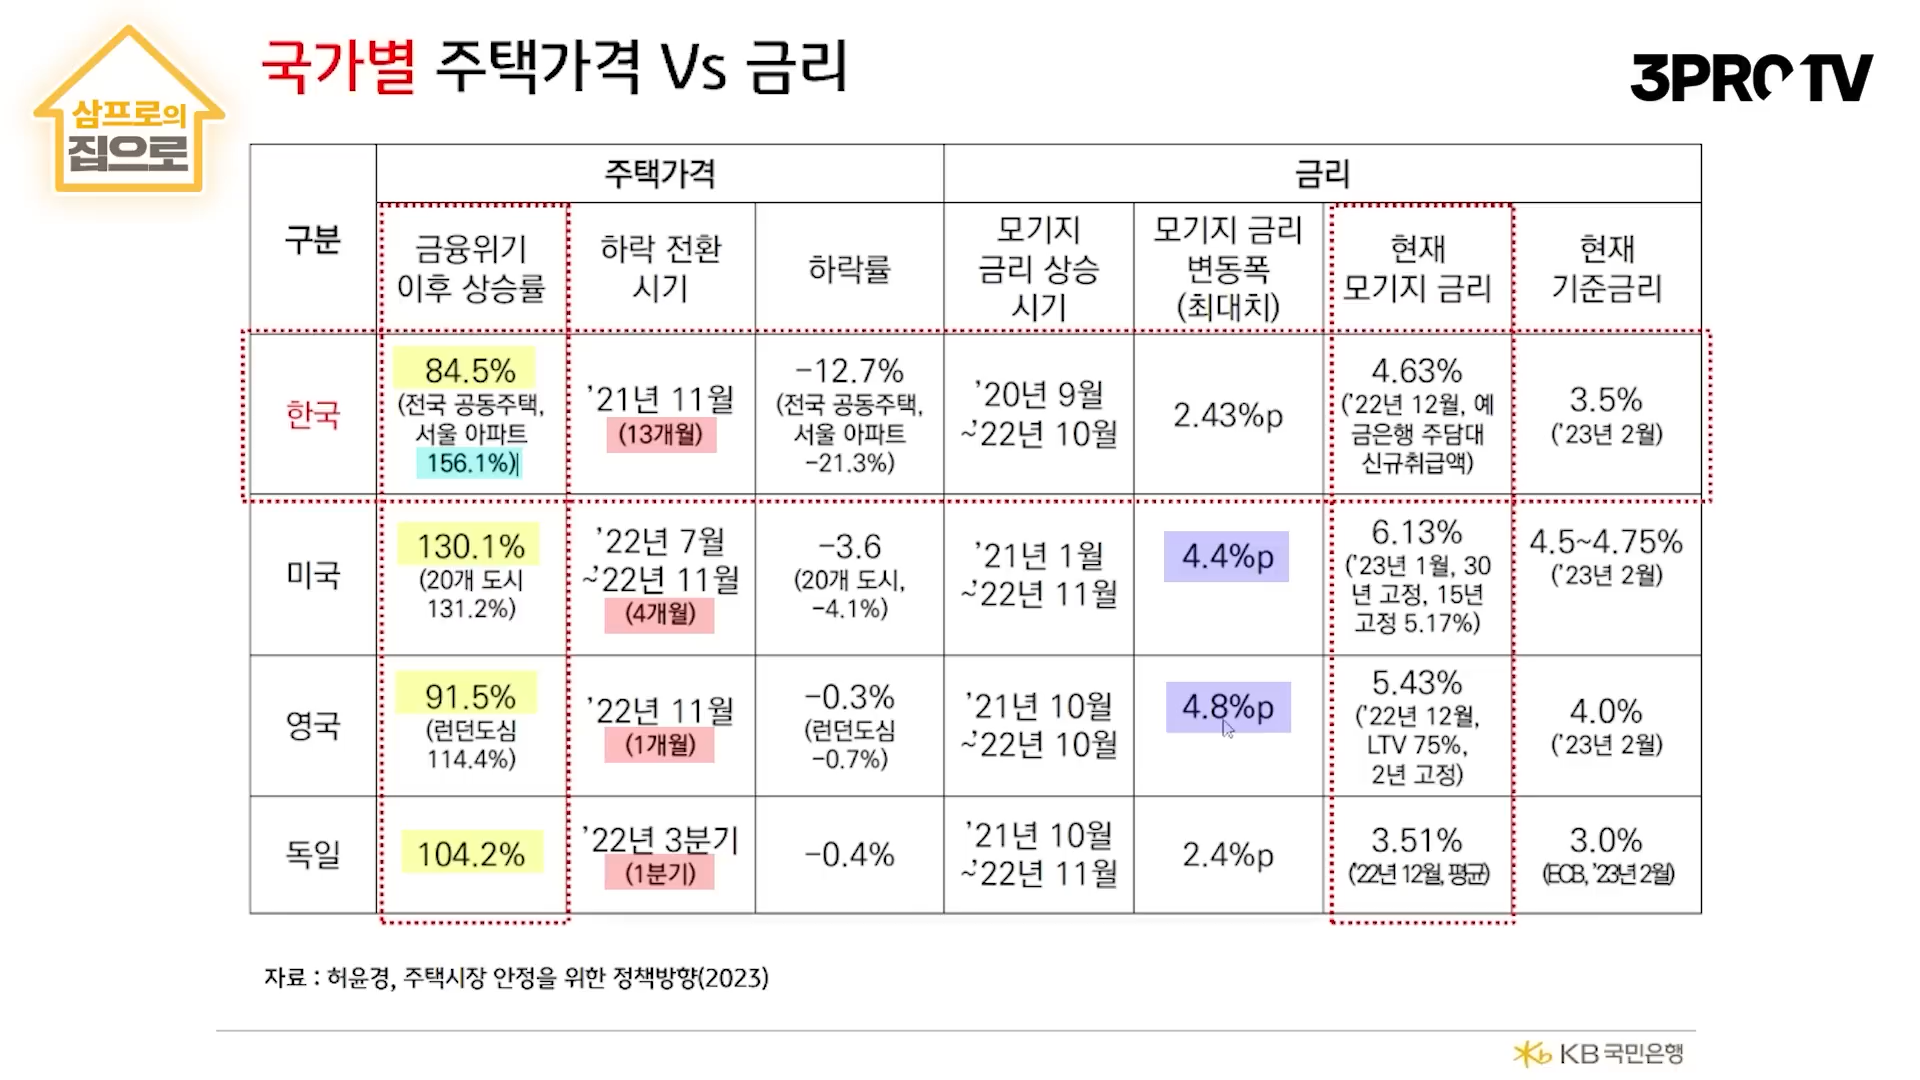 삼프로의
집으로
국가별 주택가격 Vs 금리
3PROTV
구분
주택가격
금리
금융위기
이후 상승률
하락 전환
시기
하락률
모기지
금리 상승
시기
모기지 금리
변동폭
(최대치)
현재
모기지 금리
현재
기준금리
한국
84.5%
(전국 공동주택,
서울 아파트
156.1%)
'21년 11월
(13개월)
-12.7%
(전국 공동주택,
서울 아파트
-21.3%)
'20년 9월
~'22년 10월
2.43%p
4.63%
('22년 12월, 예
금은행 주담대
신규취급액)
3.5%
('23년 2월)
미국
130.1%
(20개 도시
131.2%)
'22년 7월
~'22년 11월
(4개월)
-3.6
(20개 도시,
-4.1%)
'21년 1월
~'22년 11월
4.4%p
6.13%
('23년 1월, 30
년 고정, 15년
고정 5.17%)
4.5~4.75%
('23년 2월)
영국
91.5%
(런던도심
114.4%)
'22년 11월
(1개월)
-0.3%
(런던도심
-0.7%)
'21년 10월
~'22년 10월
4.8%p
5.43%
('22년 12월,
LTV 75%,
2년 고정)
4.0%
('23년 2월)
독일
104.2%
'22년 3분기
(1분기)
-0.4%
'21년 10월
~'22년 11월
2.4%p
3.51%
('22년 12월, 평균)
3.0%
(ECB, '23년 2월)
자료 : 허윤경, 주택시장 안정을 위한 정책방향(2023)
KB 국민은행